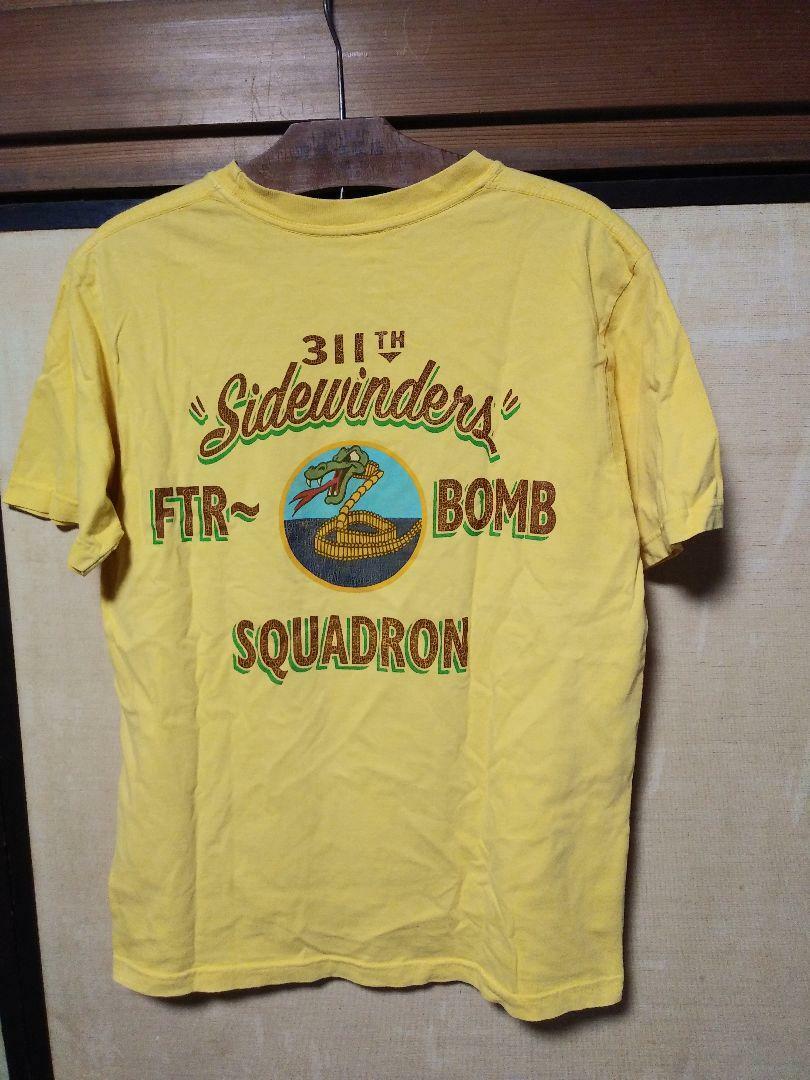 311TH
"Sidewinders"
FTR~ BOMB
SQUADRON